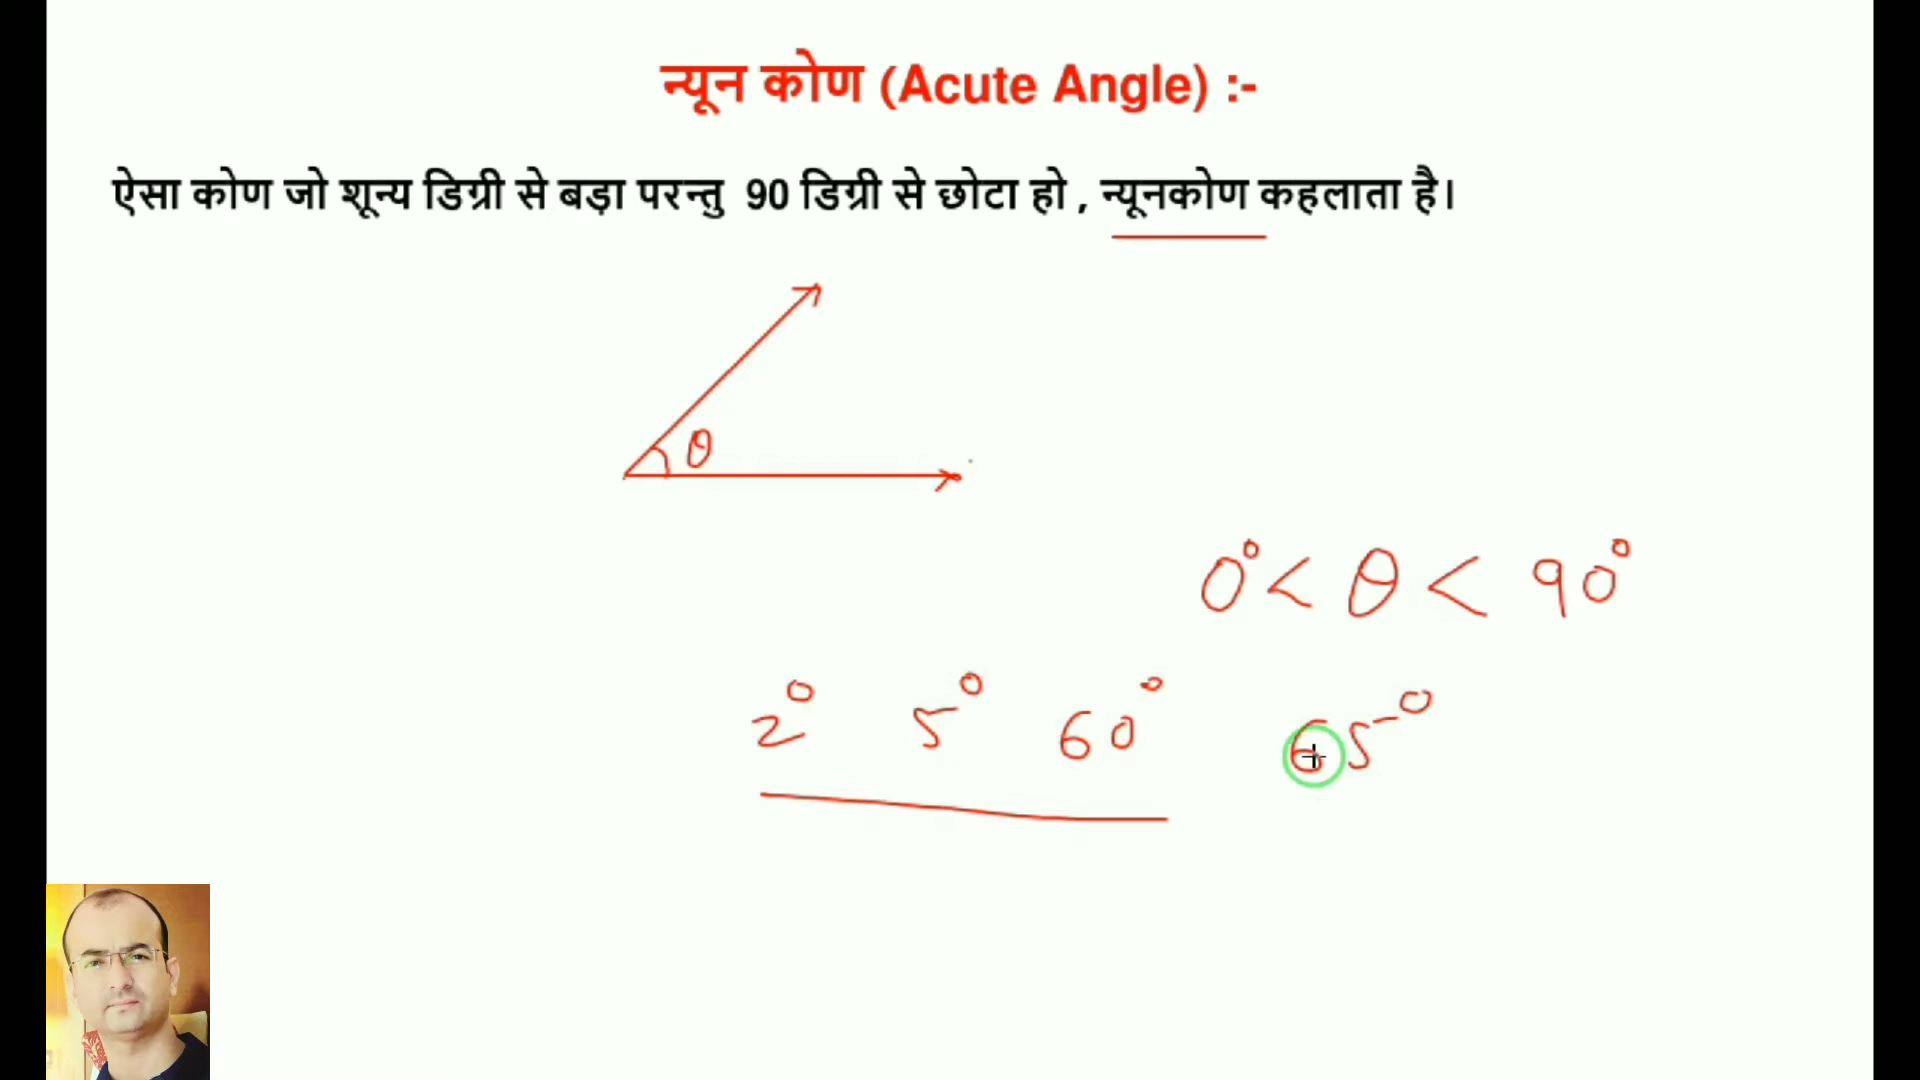 न्यून कोण (Acute Angle) :-
ऐसा कोण जो शून्य डिग्री से बड़ा परन्तु 90 डिग्री से छोटा हो , न्यूनकोण कहलाता है।
θ
0° < θ < 90°
2° 5° 60° 65°